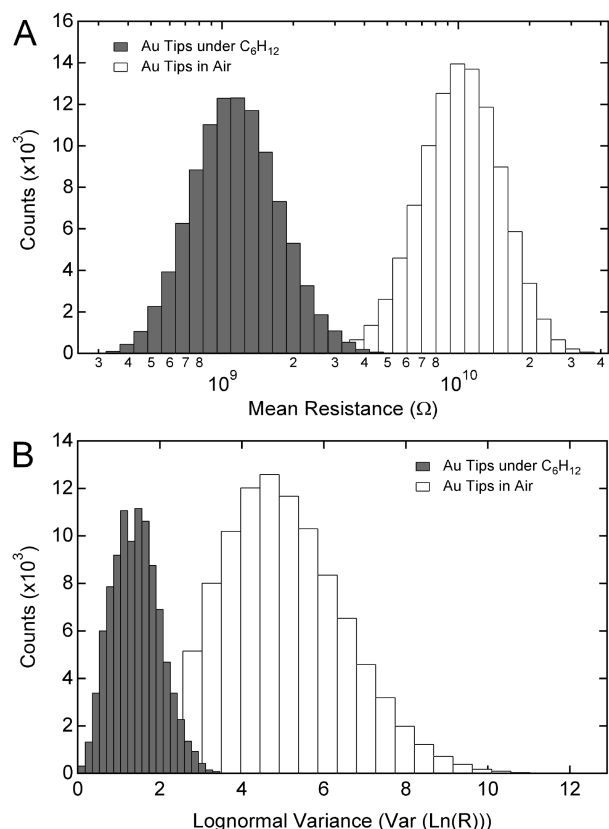 A
16
14
12
10
8
6
4
2
0
Counts (x10³)
Au Tips under C₆H₁₂
Au Tips in Air
3 4 5 6 7 8 2 3 4 5 6 7 8 2 3 4
10⁹ 10¹⁰
Mean Resistance (Ω)
B
14
12
10
8
6
4
2
0
Counts (x10³)
Au Tips under C₆H₁₂
Au Tips in Air
0 2 4 6 8 10 12
Lognormal Variance (Var (Ln(R)))